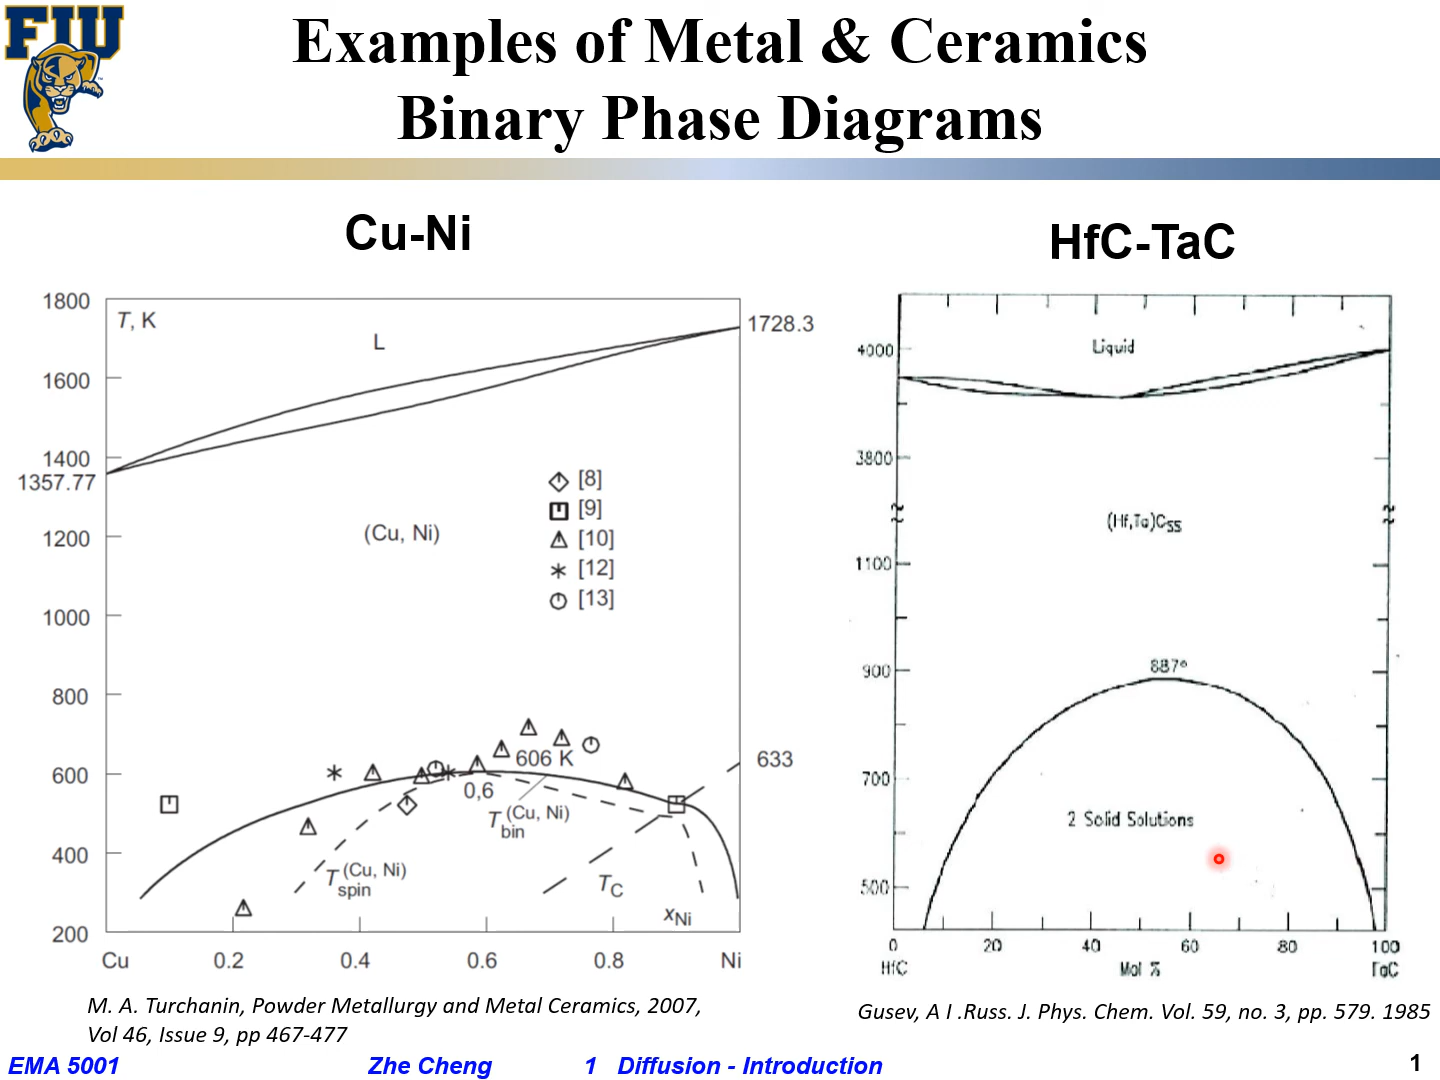 FIU
Examples of Metal & Ceramics
Binary Phase Diagrams
Cu-Ni
HfC-TaC
1800
T, K
L
1728.3
1600
1400
1357.77
1200
(Cu, Ni)
[8]
[9]
[10]
[12]
[13]
1000
800
600
606 K
633
0,6
T bin (Cu, Ni)
T spin (Cu, Ni)
TC
xNi
400
200
Cu
0.2
0.4
0.6
0.8
Ni
Liquid
4000
3800
(Hf,Ta)Css
1100
900
887°
700
2 Solid Solutions
500
0
20
40
60
80
100
HfC
Mol %
TaC
M. A. Turchanin, Powder Metallurgy and Metal Ceramics, 2007,
Vol 46, Issue 9, pp 467-477
Gusev, A I .Russ. J. Phys. Chem. Vol. 59, no. 3, pp. 579. 1985
EMA 5001
Zhe Cheng
1 Diffusion - Introduction
1